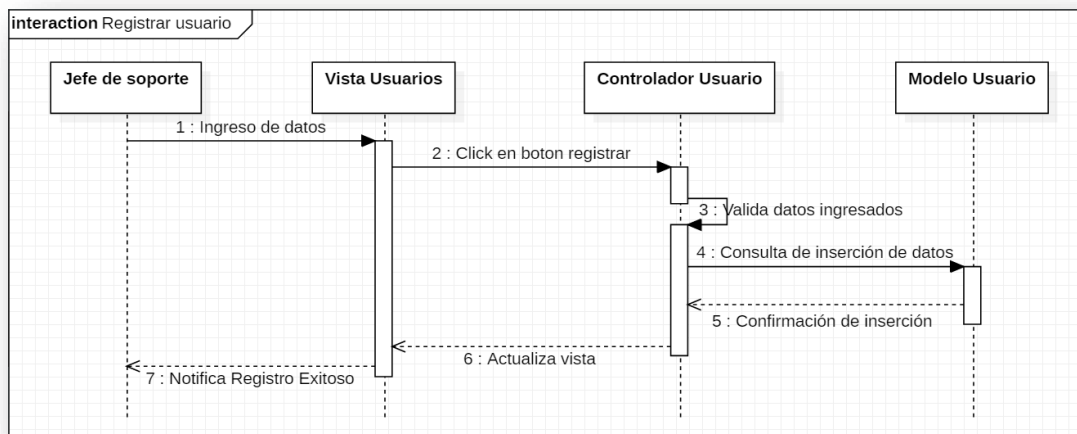 interaction Registrar usuario
Jefe de soporte
Vista Usuarios
Controlador Usuario
Modelo Usuario
1 : Ingreso de datos
2 : Click en boton registrar
3 : Valida datos ingresados
4 : Consulta de inserción de datos
5 : Confirmación de inserción
6 : Actualiza vista
7 : Notifica Registro Exitoso